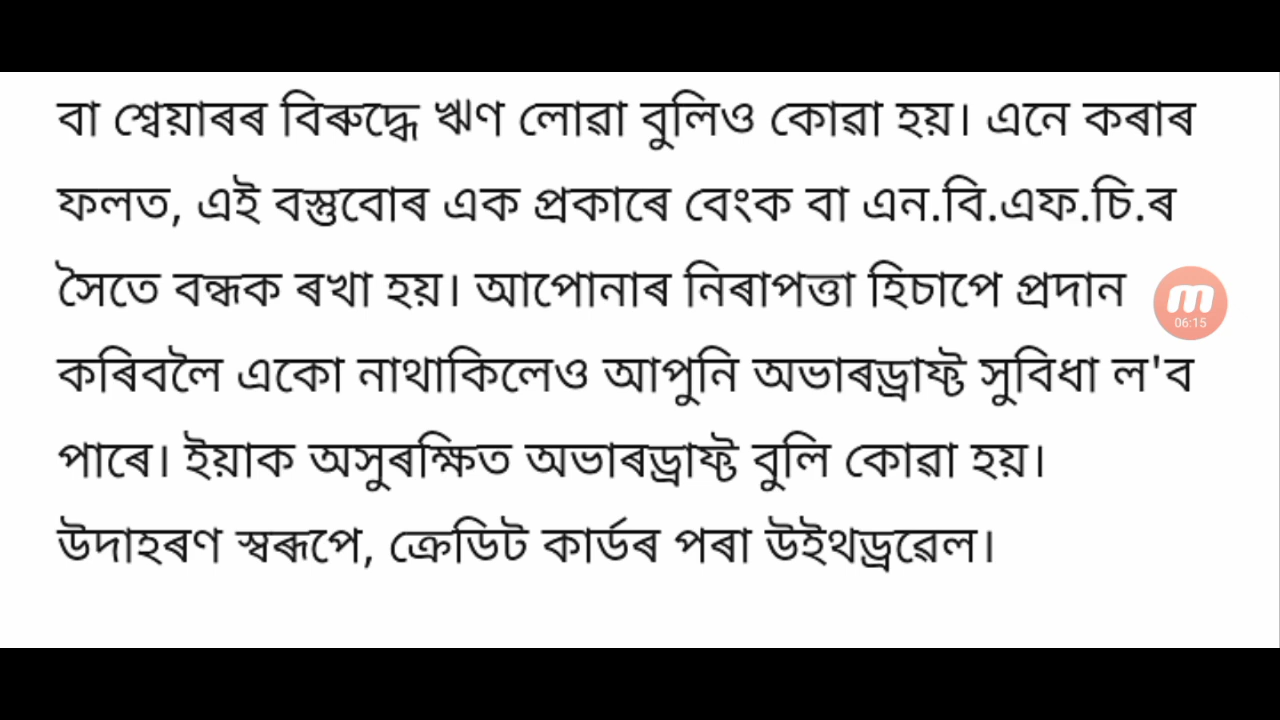 বা শ্বেয়াৰৰ বিৰুদ্ধে ঋণ লোৱা বুলিও কোৱা হয়। এনে কৰাৰ
ফলত, এই বস্তুবোৰ এক প্ৰকাৰে বেংক বা এন.বি.এফ.চি.ৰ
সৈতে বন্ধক ৰখা হয়। আপোনাৰ নিৰাপত্তা হিচাপে প্ৰদান
06:15
কৰিবলৈ একো নাথাকিলেও আপুনি অভাৰড্ৰাফ্ট সুবিধা ল'ব
পাৰে। ইয়াক অসুৰক্ষিত অভাৰড্ৰাফ্ট বুলি কোৱা হয়।
উদাহৰণ স্বৰূপে, ক্ৰেডিট কাৰ্ডৰ পৰা উইথড্ৰৱেল।